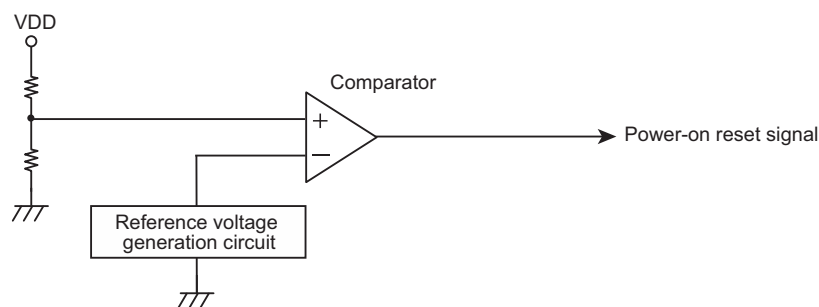 VDD
Comparator
+
−
Power-on reset signal
Reference voltage
generation circuit